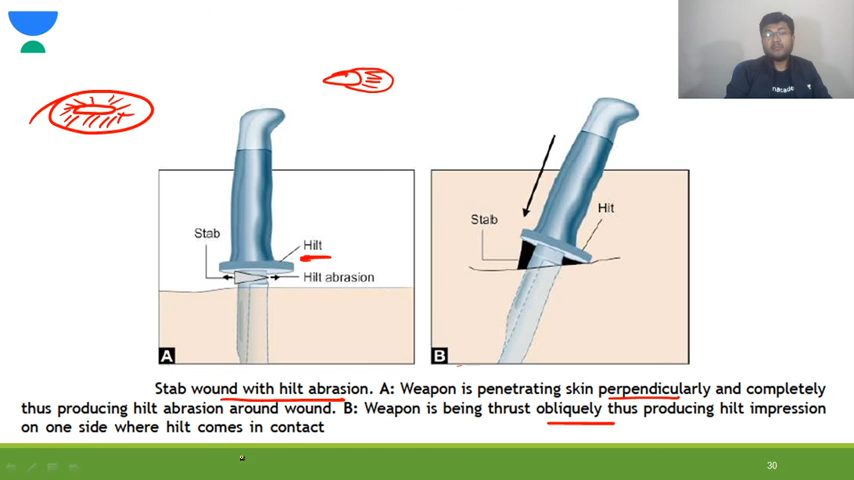 Stab
Hilt
Hilt abrasion
A
Stab
Hit
B
Stab wound with hilt abrasion. A: Weapon is penetrating skin perpendicularly and completely
thus producing hilt abrasion around wound. B: Weapon is being thrust obliquely thus producing hilt impression
on one side where hilt comes in contact
30